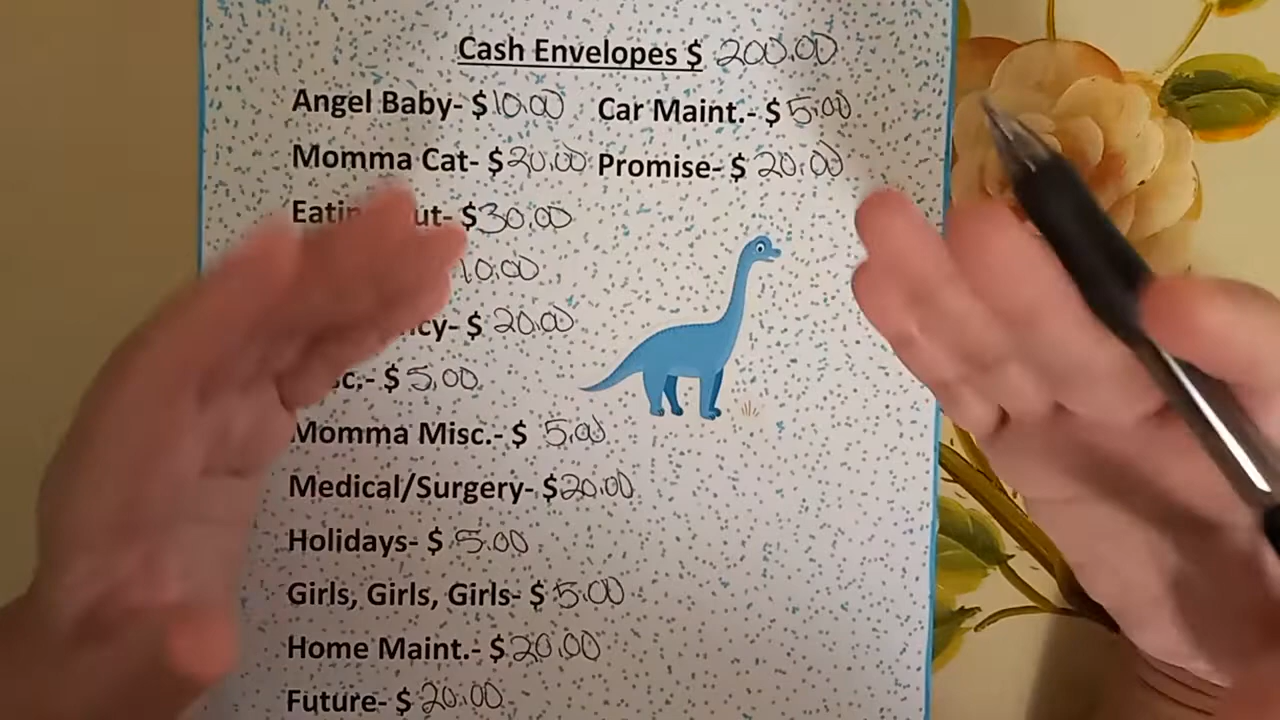 Cash Envelopes $ 200.00
Angel Baby- $10.00 Car Maint.- $5.00
Momma Cat- $20.00 Promise- $ 20.00
$30.00
10.00
$ 20.00
$ 5.00
Momma Misc.- $ 5.00
Medical/Surgery- $20.00
Holidays- $ 5.00
Girls, Girls, Girls- $ 5.00
Home Maint.- $20.00
Future- $ 20.00